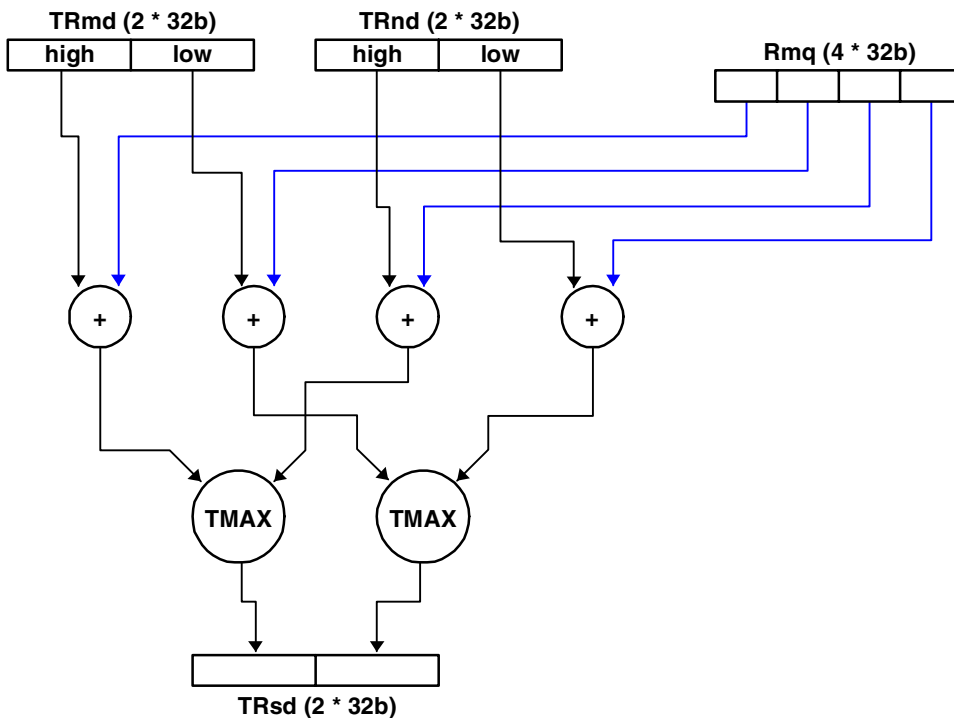 TRmd (2 * 32b) TRnd (2 * 32b)
high low high low
Rmq (4 * 32b)
+ + + +
TMAX TMAX
TRsd (2 * 32b)